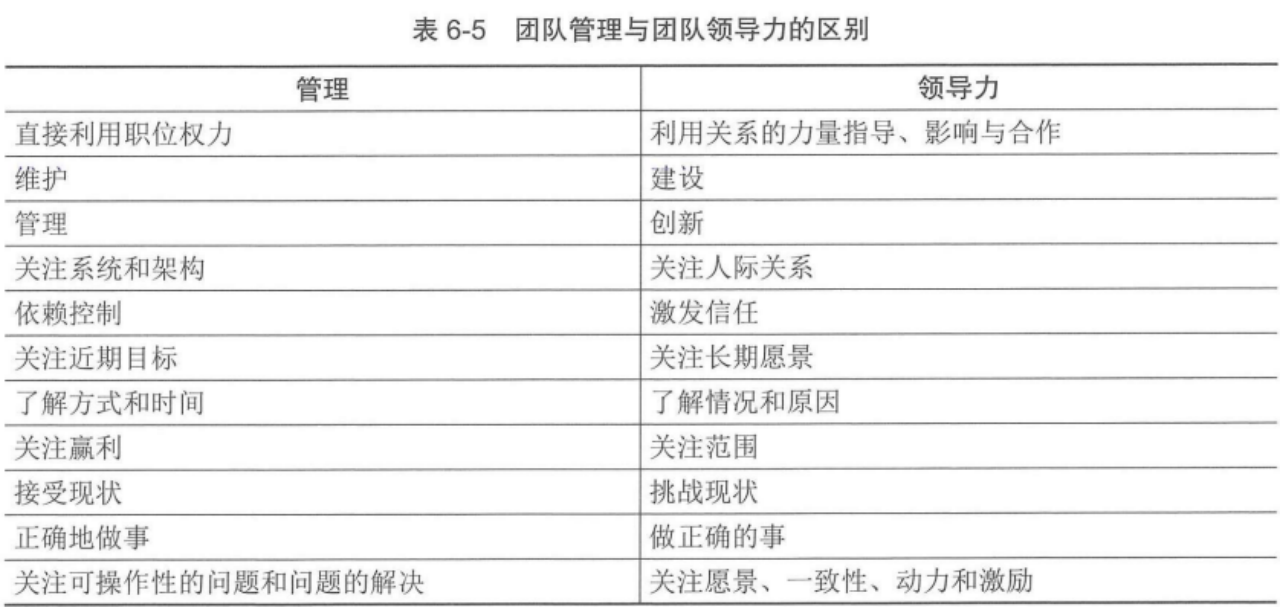 表 6-5 团队管理与团队领导力的区别
管理 领导力
直接利用职位权力 利用关系的力量指导、影响与合作
维护 建设
管理 创新
关注系统和架构 关注人际关系
依赖控制 激发信任
关注近期目标 关注长期愿景
了解方式和时间 了解情况和原因
关注赢利 关注范围
接受现状 挑战现状
正确地做事 做正确的事
关注可操作性的问题和问题的解决 关注愿景、一致性、动力和激励